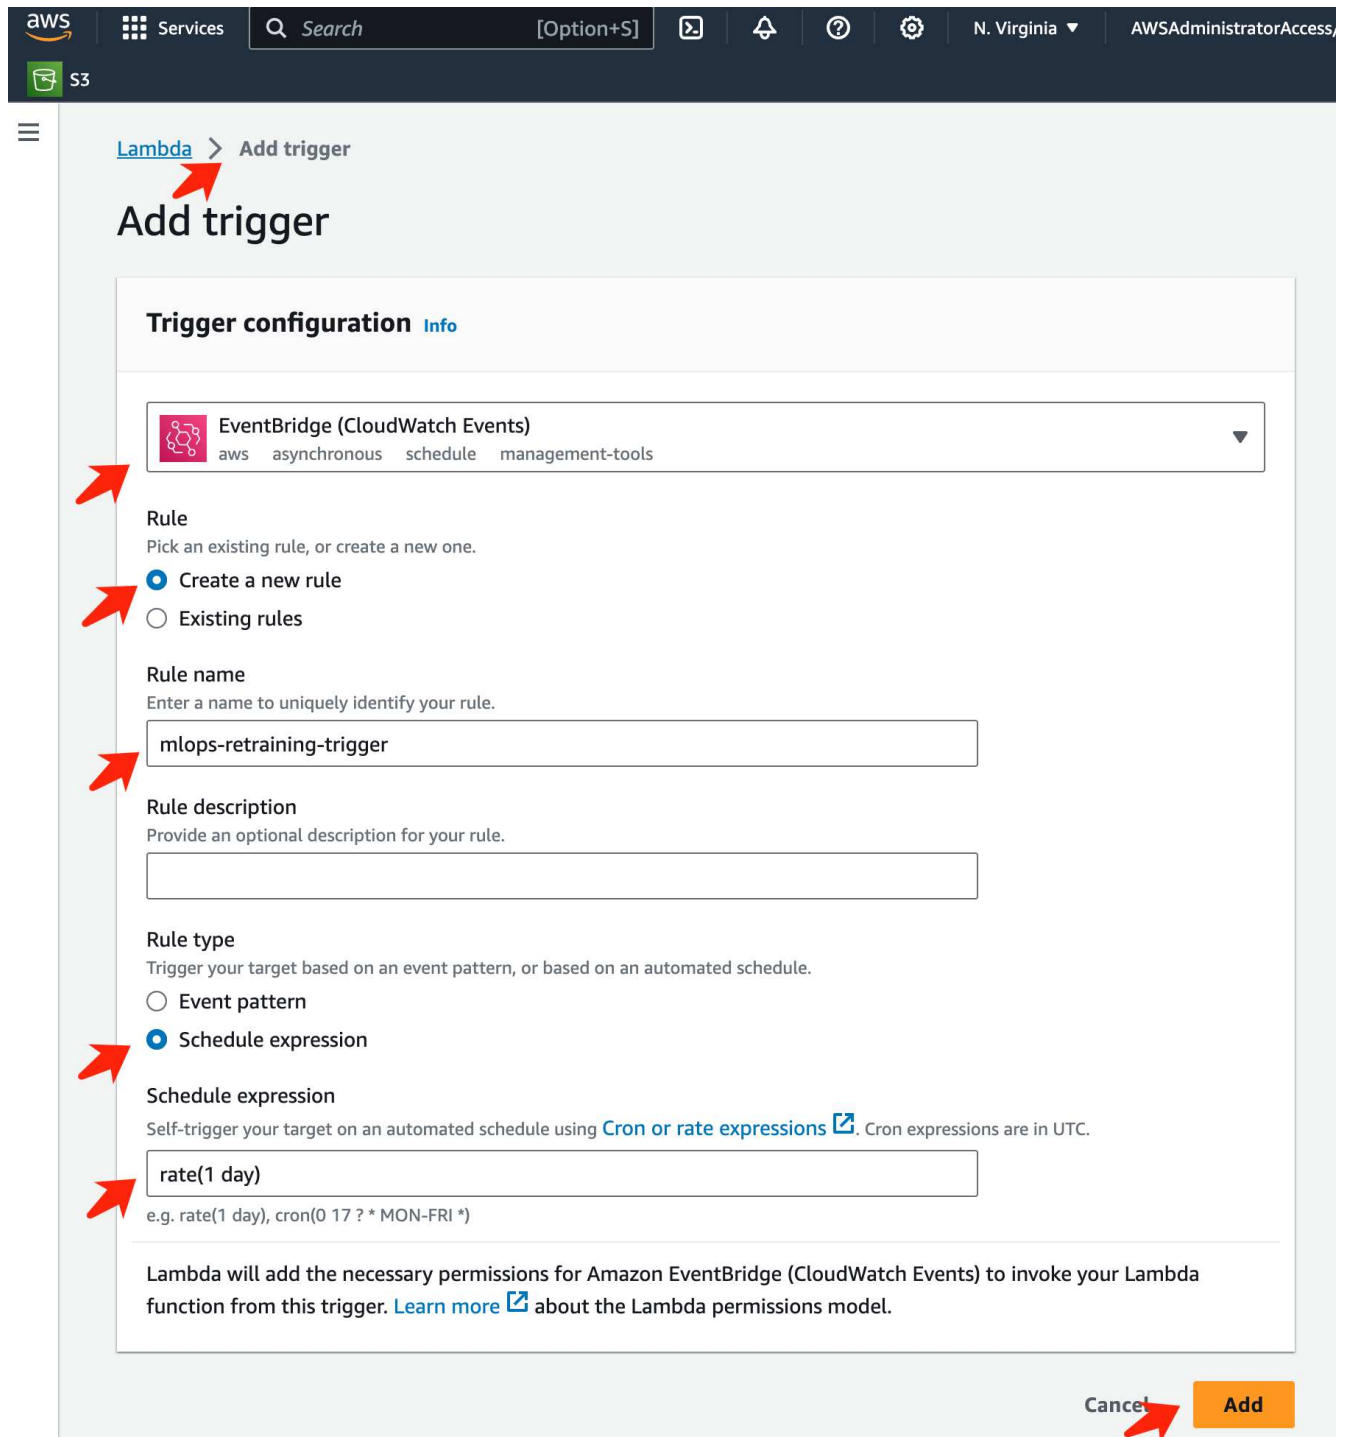 aws Services Search [Option+S] N. Virginia AWSAdministratorAccess/
S3
Lambda > Add trigger
Add trigger
Trigger configuration Info
EventBridge (CloudWatch Events)
aws asynchronous schedule management-tools
Rule
Pick an existing rule, or create a new one.
Create a new rule
Existing rules
Rule name
Enter a name to uniquely identify your rule.
mlops-retraining-trigger
Rule description
Provide an optional description for your rule.
Rule type
Trigger your target based on an event pattern, or based on an automated schedule.
Event pattern
Schedule expression
Schedule expression
Self-trigger your target on an automated schedule using Cron or rate expressions. Cron expressions are in UTC.
rate(1 day)
e.g. rate(1 day), cron(0 17 ? * MON-FRI *)
Lambda will add the necessary permissions for Amazon EventBridge (CloudWatch Events) to invoke your Lambda
function from this trigger. Learn more about the Lambda permissions model.
Cancel Add